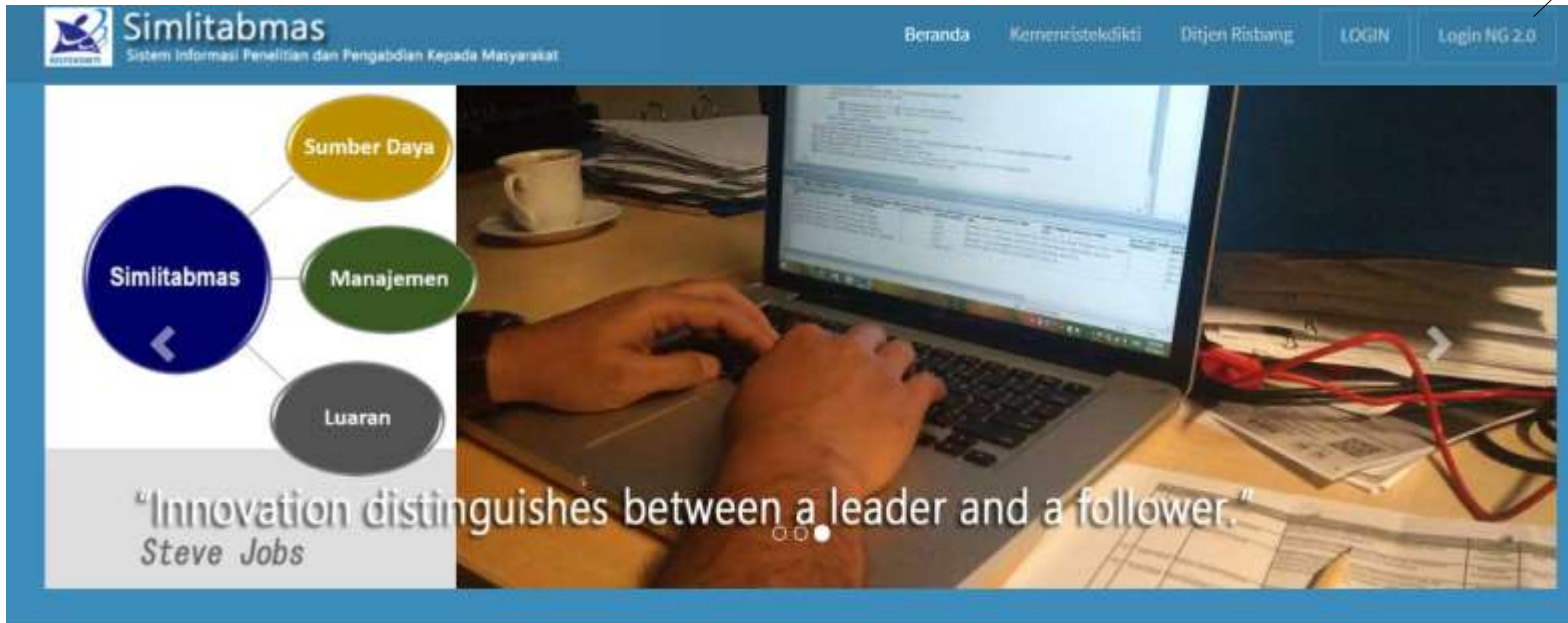 Simlitabmas
Sistem Informasi Penelitian dan Pengabdian Kepada Masyarakat
Beranda
Kemenristekdikti
Ditjen Risbang
LOGIN
Login NG 2.0
Sumber Daya
Simlitabmas
Manajemen
Luaran
"Innovation distinguishes between a leader and a follower."
Steve Jobs